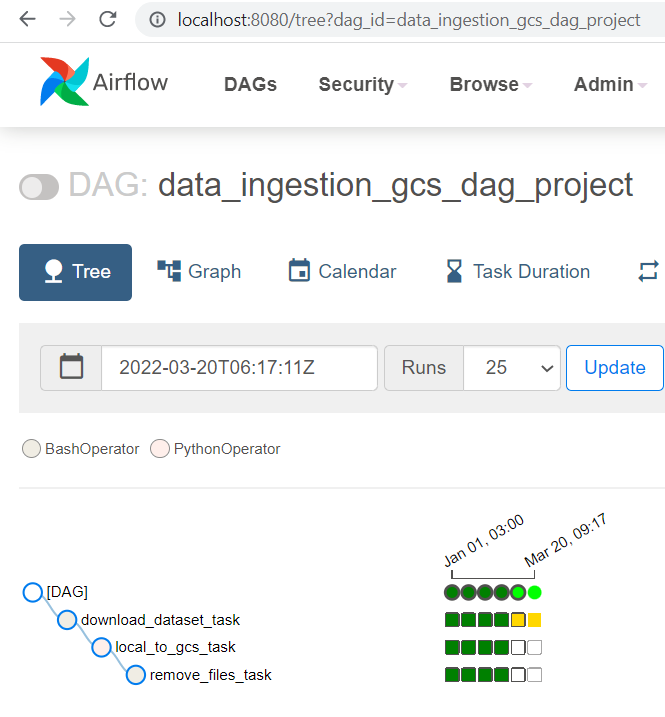 localhost:8080/tree?dag_id=data_ingestion_gcs_dag_project
Airflow DAGs Security Browse Admin
DAG: data_ingestion_gcs_dag_project
Tree Graph Calendar Task Duration
2022-03-20T06:17:11Z Runs 25 Update
BashOperator PythonOperator
Jan 01, 03:00 Mar 20, 09:17
[DAG]
download_dataset_task
local_to_gcs_task
remove_files_task